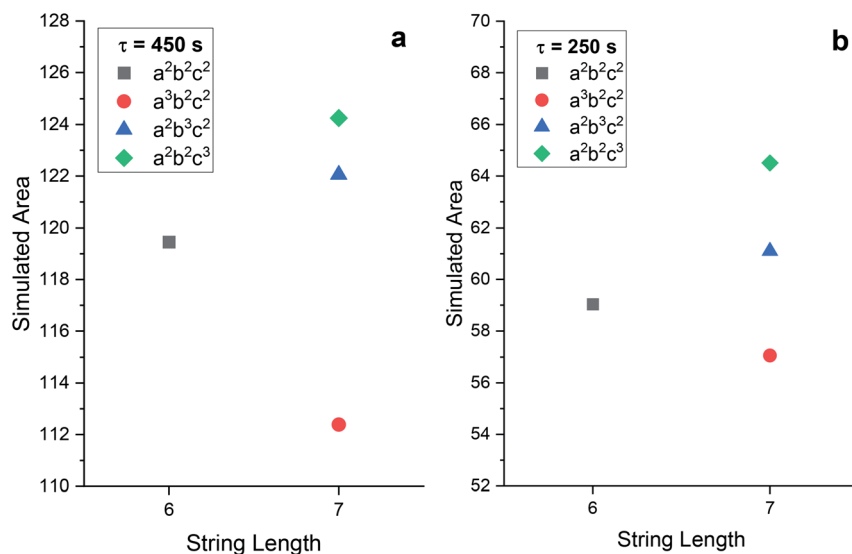 a
τ = 450 s
a²b²c²
a³b²c²
a²b³c²
a²b²c³
128
126
124
122
120
118
116
114
112
110
Simulated Area
6
7
String Length
b
τ = 250 s
a²b²c²
a³b²c²
a²b³c²
a²b²c³
70
68
66
64
62
60
58
56
54
52
Simulated Area
6
7
String Length